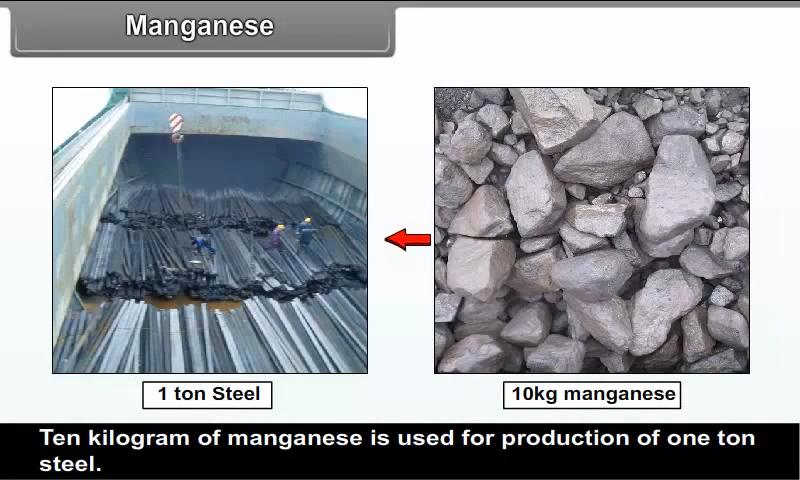 Manganese
1 ton Steel
10kg manganese
Ten kilogram of manganese is used for production of one ton
steel.